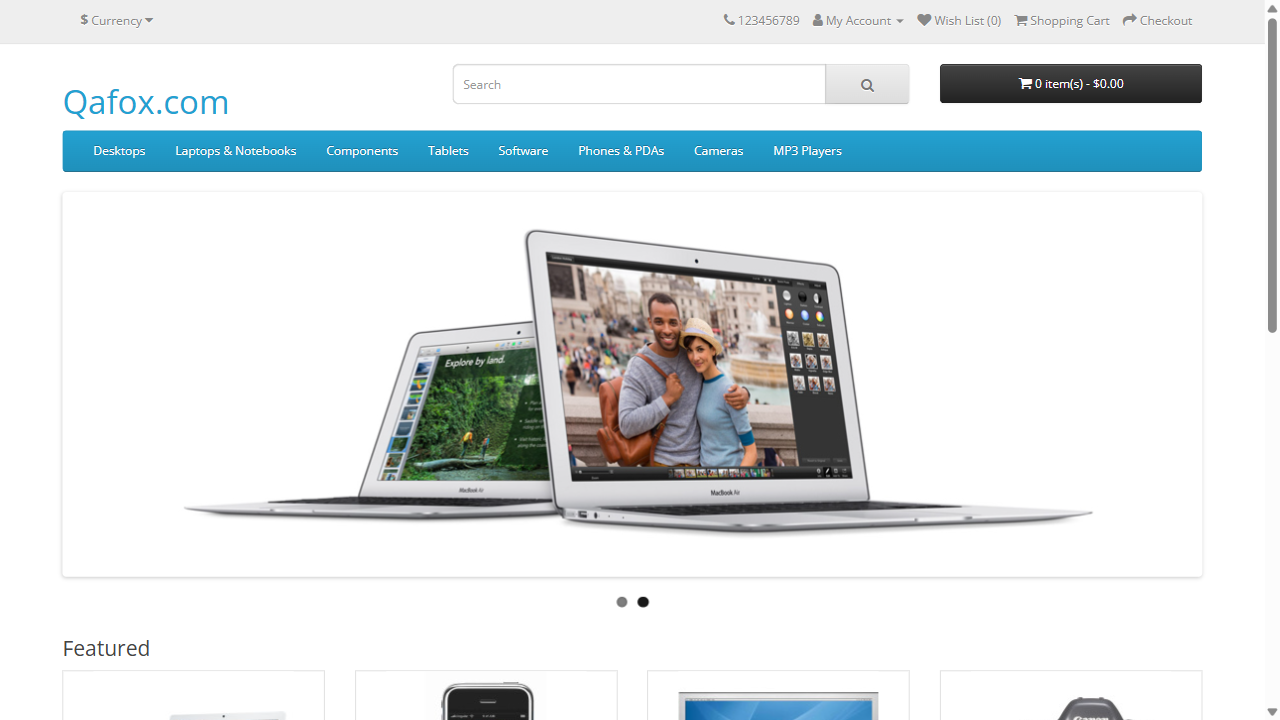 $ Currency
123456789 My Account Wish List (0) Shopping Cart Checkout
Qafox.com
Search
0 item(s) - $0.00
Desktops Laptops & Notebooks Components Tablets Software Phones & PDAs Cameras MP3 Players
Explore by land.
MacBook Air
MacBook Air
Featured
Canon